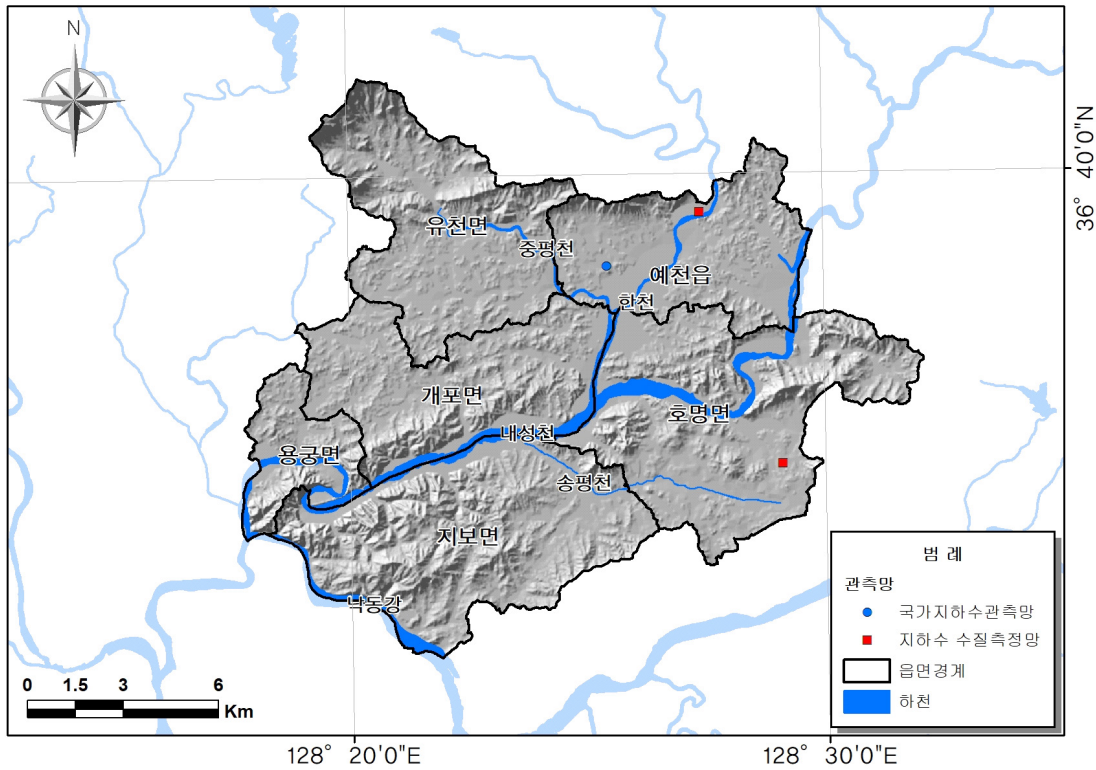 N
40'0"N
36°
유천면
중평천
예천읍
한천
개포면
호명면
내성천
용궁면
송평천
지보면
낙동강
범 례
관측망
국가지하수관측망
지하수 수질측정망
읍면경계
하천
0 1.5 3 6
Km
128° 20'0"E
128° 30'0"E